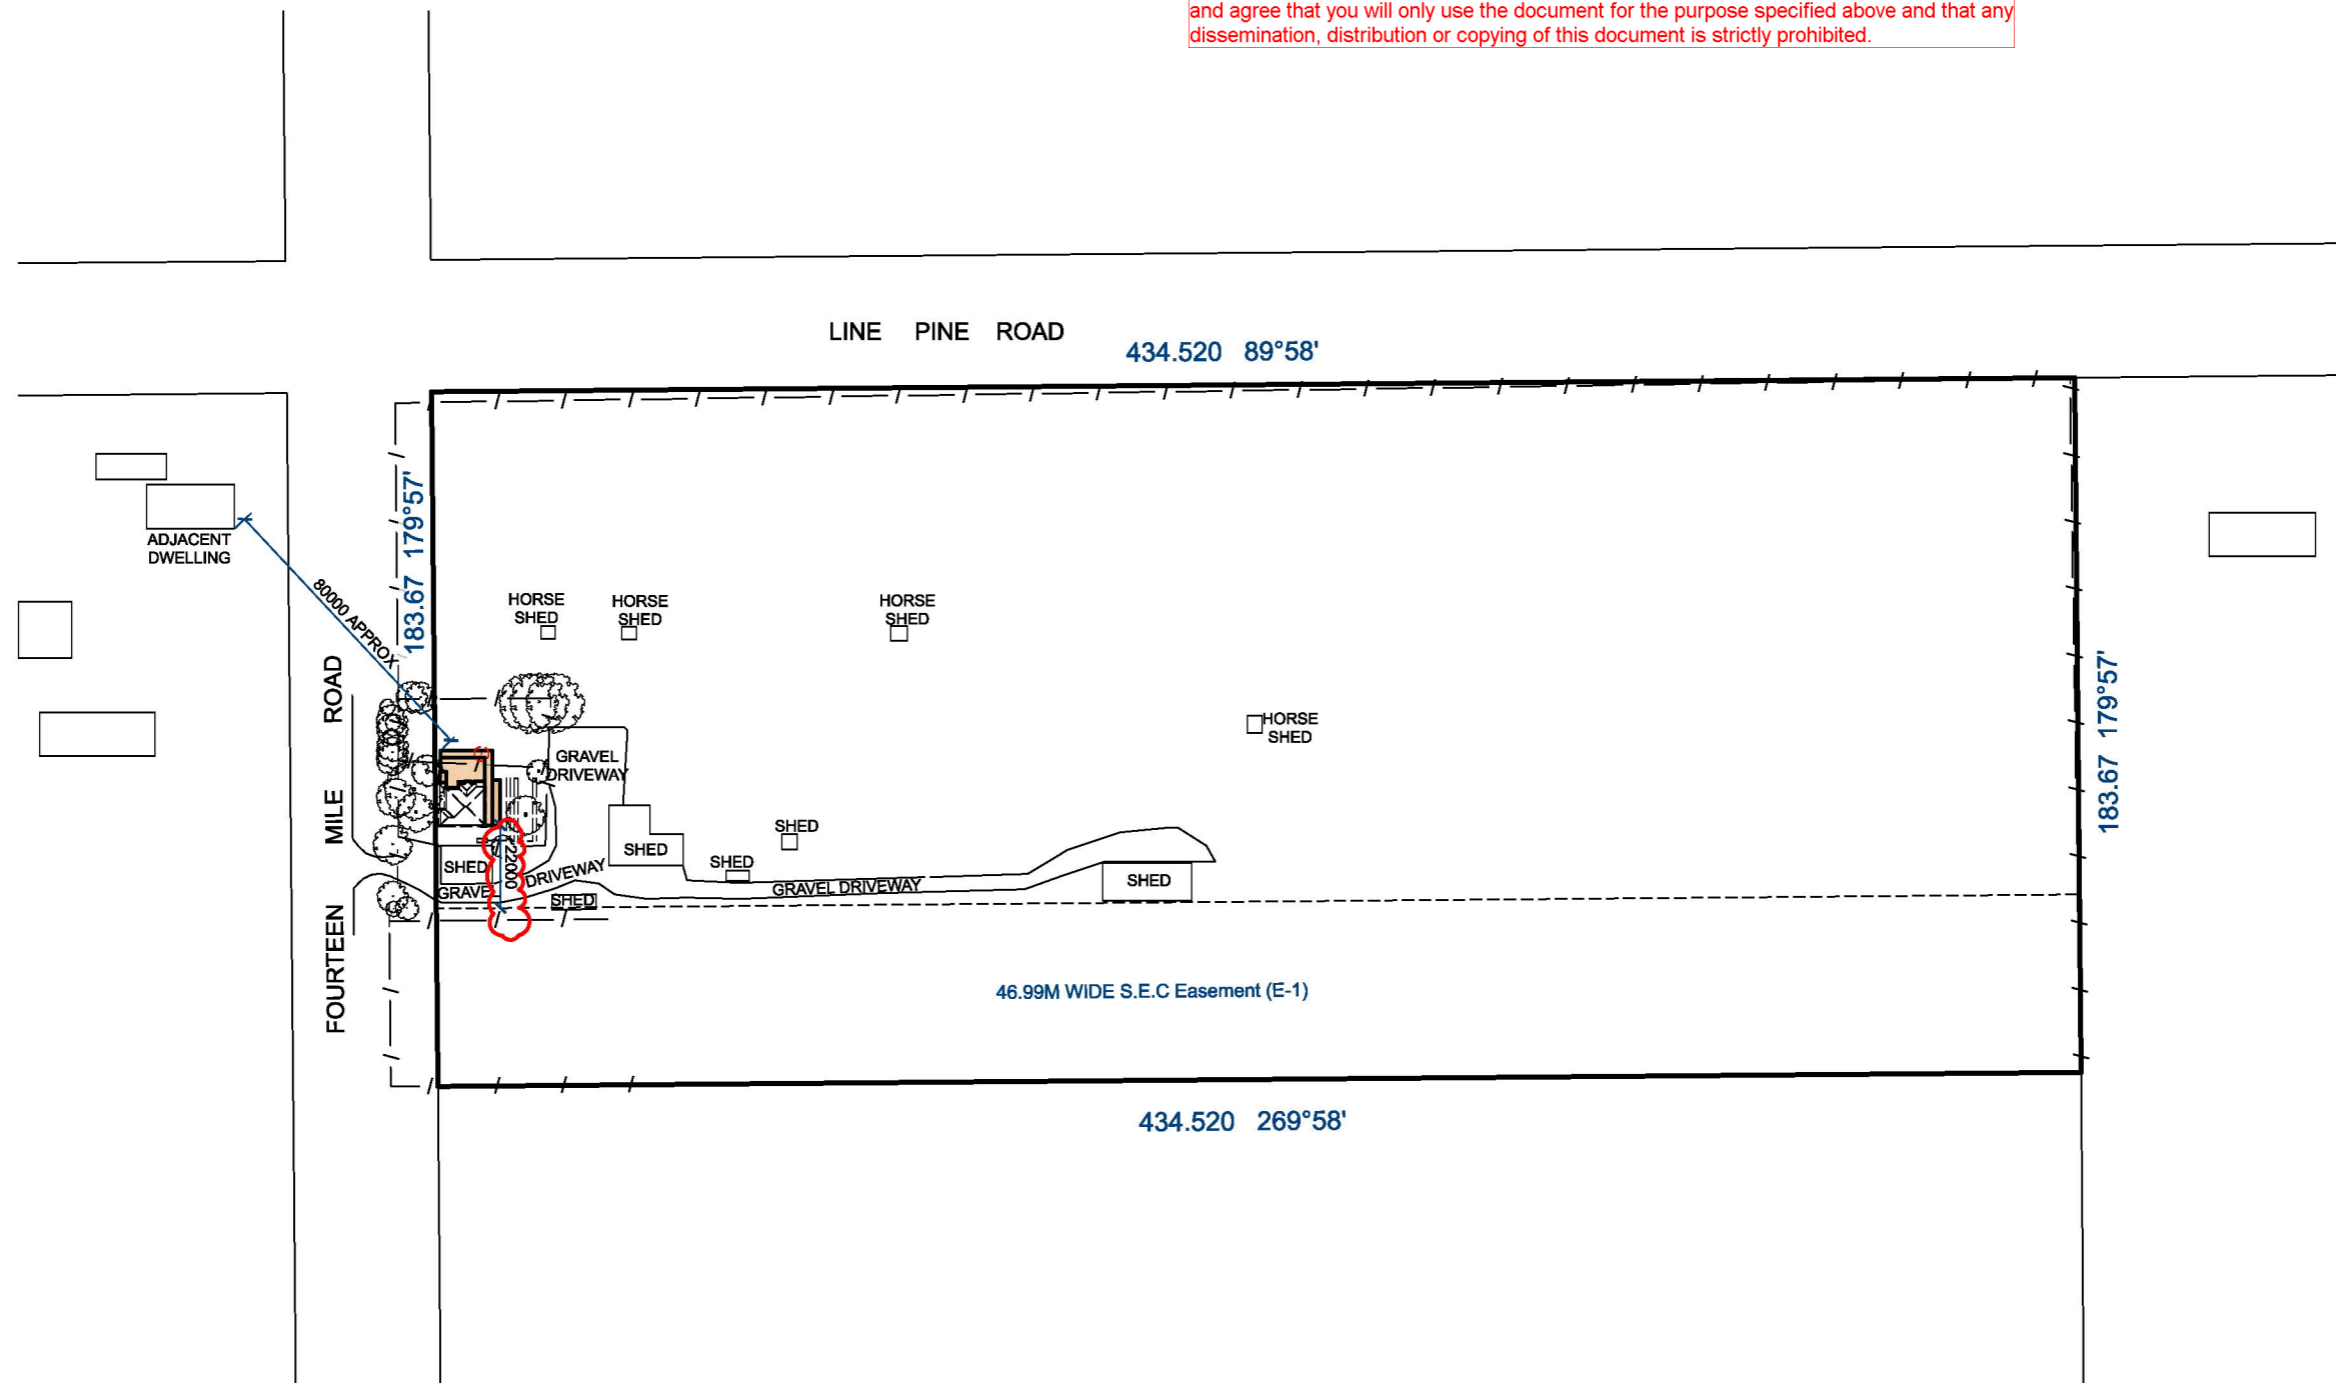 and agree that you will only use the document for the purpose specified above and that any
dissemination, distribution or copying of this document is strictly prohibited.
LINE PINE ROAD
434.520 89°58'
183.67 179°57'
ADJACENT
DWELLING
80000 APPROX
HORSE
SHED
HORSE
SHED
HORSE
SHED
HORSE
SHED
FOURTEEN MILE ROAD
183.67 179°57'
GRAVEL
DRIVEWAY
SHED
SHED
SHED
SHED
22000
GRAVEL
DRIVEWAY
SHED
GRAVEL DRIVEWAY
SHED
46.99M WIDE S.E.C Easement (E-1)
434.520 269°58'